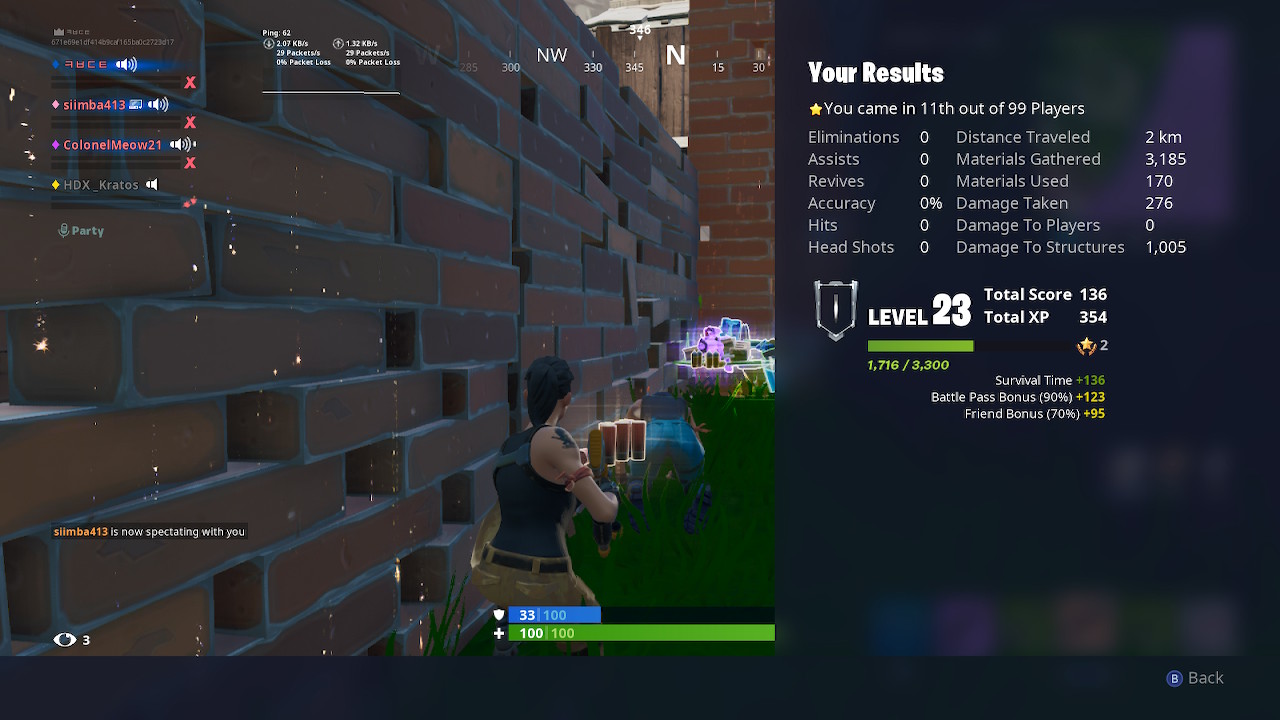 ㅋㅂㄷㅌ
671e69e1df414b9caf165ba0c2723d17
ㅋㅂㄷㅌ
siimba413
ColonelMeow21
HDX_Kratos
Party
Ping: 62
2.07 KB/s 1.32 KB/s
29 Packets/s 29 Packets/s
0% Packet Loss 0% Packet Loss
346
W 285 300 NW 330 345 N 15 30
siimba413 is now spectating with you
3
33 | 100
100 | 100
Your Results
You came in 11th out of 99 Players
Eliminations 0 Distance Traveled 2 km
Assists 0 Materials Gathered 3,185
Revives 0 Materials Used 170
Accuracy 0% Damage Taken 276
Hits 0 Damage To Players 0
Head Shots 0 Damage To Structures 1,005
LEVEL 23
Total Score 136
Total XP 354
2
1,716 / 3,300
Survival Time +136
Battle Pass Bonus (90%) +123
Friend Bonus (70%) +95
B Back